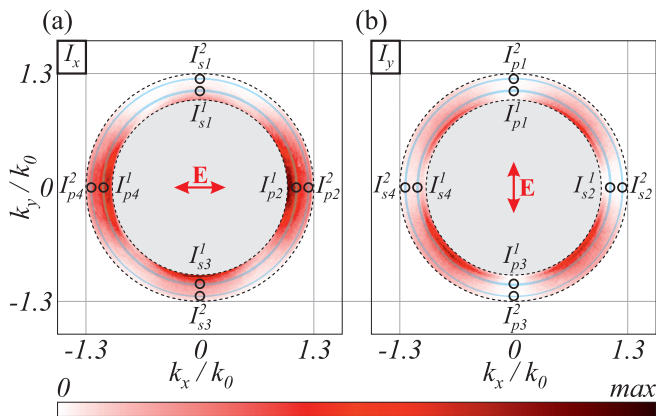 (a)
(b)
I_x
I_y
I_{s1}^2
I_{p1}^2
1.3
I_{s1}^1
I_{p1}^1
k_y / k_0
0
I_{p4}^2
I_{p4}^1
E
I_{p2}^1
I_{p2}^2
I_{s4}^2
I_{s4}^1
E
I_{s2}^1
I_{s2}^2
I_{s3}^1
I_{p3}^1
-1.3
I_{s3}^2
I_{p3}^2
-1.3 0 1.3
-1.3 0 1.3
k_x / k_0
k_x / k_0
0 max